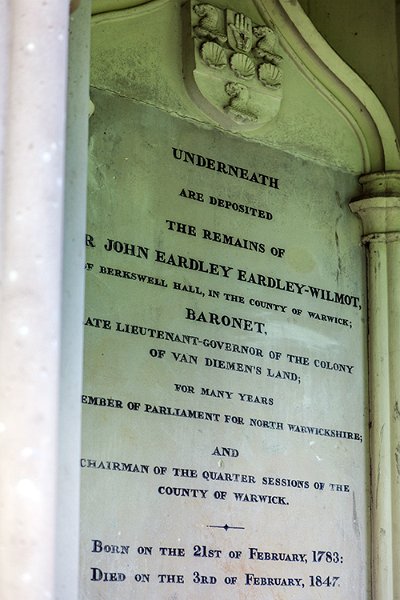 UNDERNEATH
ARE DEPOSITED
THE REMAINS OF
R JOHN EARDLEY EARDLEY-WILMOT,
OF BERKSWELL HALL, IN THE COUNTY OF WARWICK;
BARONET,
ATE LIEUTENANT-GOVERNOR OF THE COLONY
OF VAN DIEMEN'S LAND;
FOR MANY YEARS
EMBER OF PARLIAMENT FOR NORTH WARWICKSHIRE;
AND
CHAIRMAN OF THE QUARTER SESSIONS OF THE
COUNTY OF WARWICK.
BORN ON THE 21ST OF FEBRUARY, 1783:
DIED ON THE 3RD OF FEBRUARY, 1847.